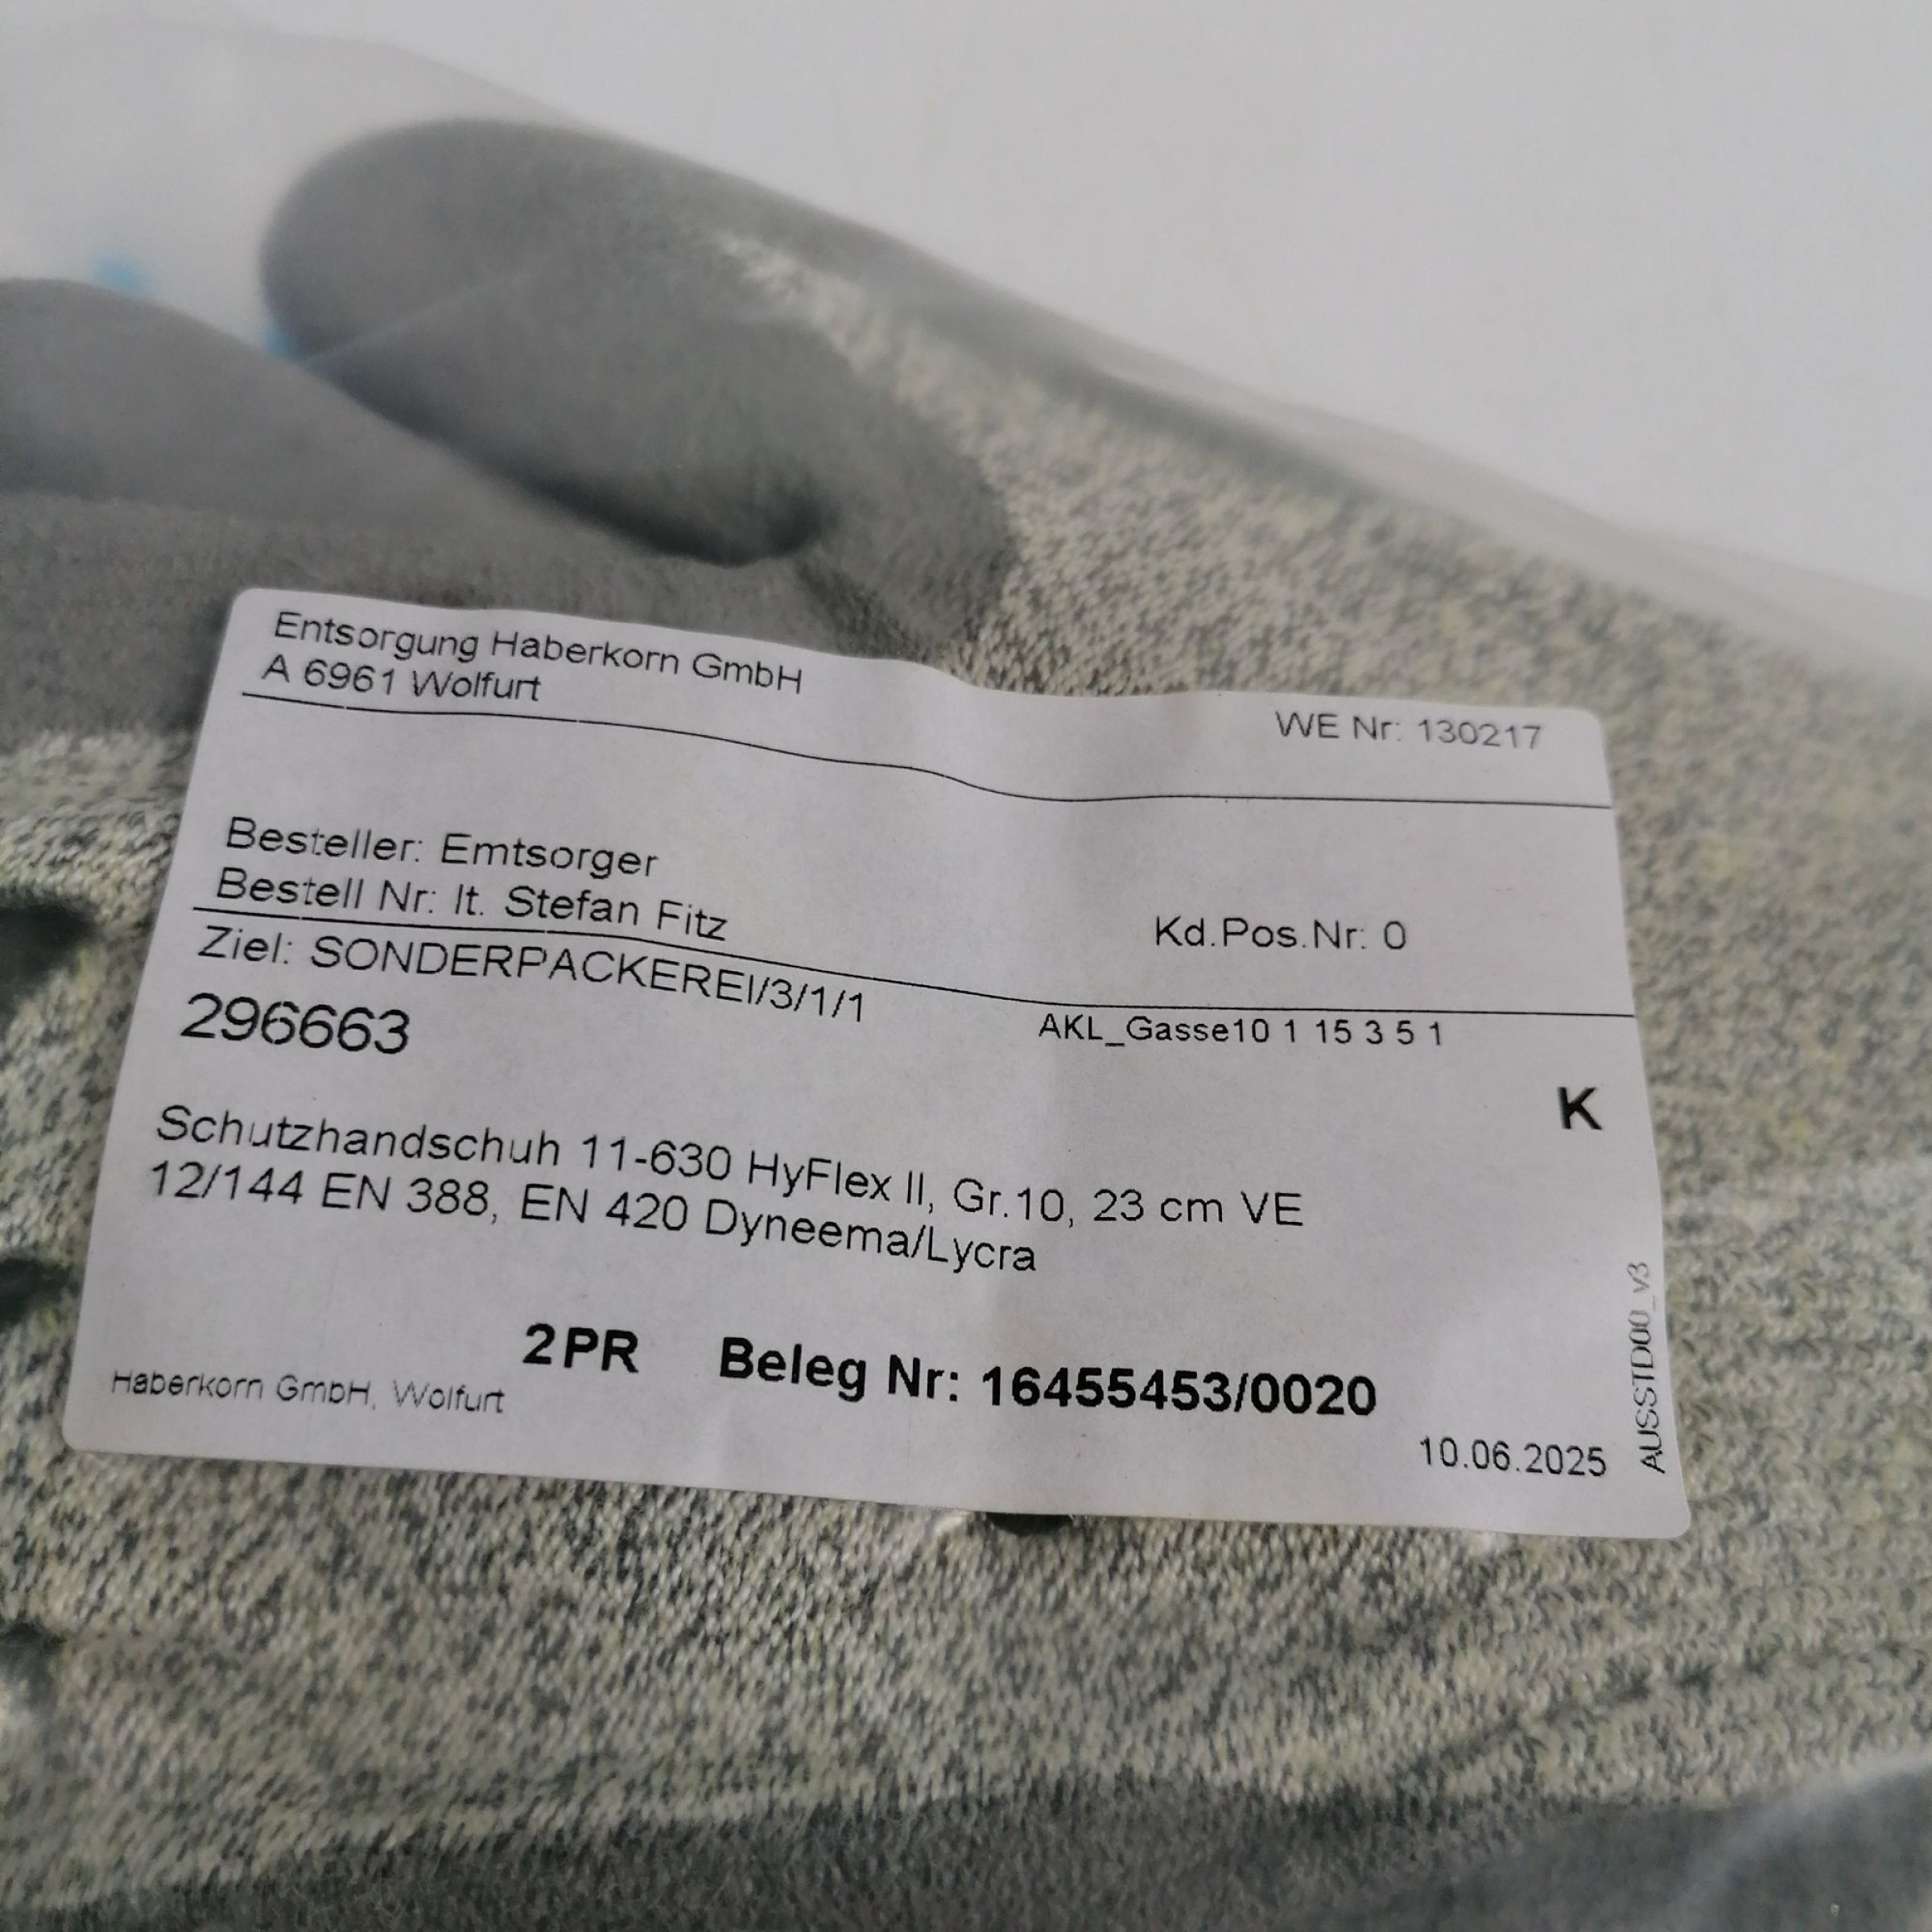 Entsorgung Haberkorn GmbH
A 6961 Wolfurt
WE Nr: 130217
Besteller: Emtsorger
Bestell Nr: lt. Stefan Fitz
Kd.Pos.Nr: 0
Ziel: SONDERPACKEREI/3/1/1
AKL_Gasse10 1 15 3 5 1
296663
K
Schutzhandschuh 11-630 HyFlex II, Gr.10, 23 cm VE
12/144 EN 388, EN 420 Dyneema/Lycra
2PR Beleg Nr: 16455453/0020
Haberkorn GmbH, Wolfurt
10.06.2025
AUSSTD00_v3